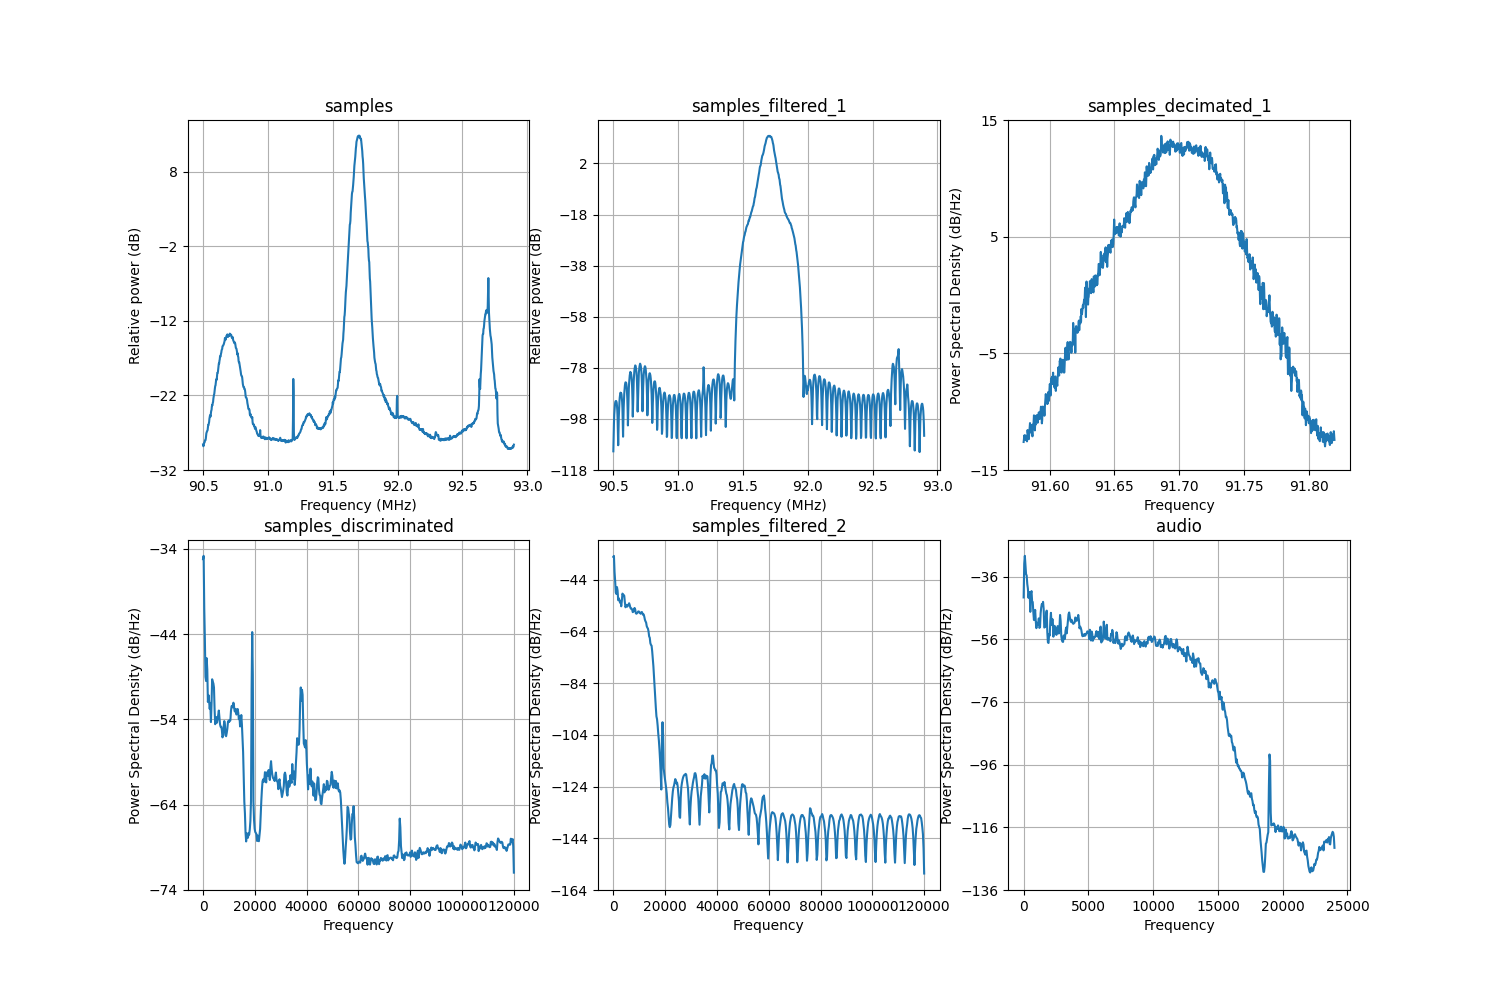 samples
samples_filtered_1
samples_decimated_1
Relative power (dB)
8
−2
−12
−22
−32
90.5 91.0 91.5 92.0 92.5 93.0
Frequency (MHz)
Relative power (dB)
2
−18
−38
−58
−78
−98
−118
90.5 91.0 91.5 92.0 92.5 93.0
Frequency (MHz)
Power Spectral Density (dB/Hz)
15
5
−5
−15
91.60 91.65 91.70 91.75 91.80
Frequency
samples_discriminated
samples_filtered_2
audio
Power Spectral Density (dB/Hz)
−34
−44
−54
−64
−74
0 20000 40000 60000 80000 100000 120000
Frequency
Power Spectral Density (dB/Hz)
−44
−64
−84
−104
−124
−144
−164
0 20000 40000 60000 80000 100000 120000
Frequency
Power Spectral Density (dB/Hz)
−36
−56
−76
−96
−116
−136
0 5000 10000 15000 20000 25000
Frequency